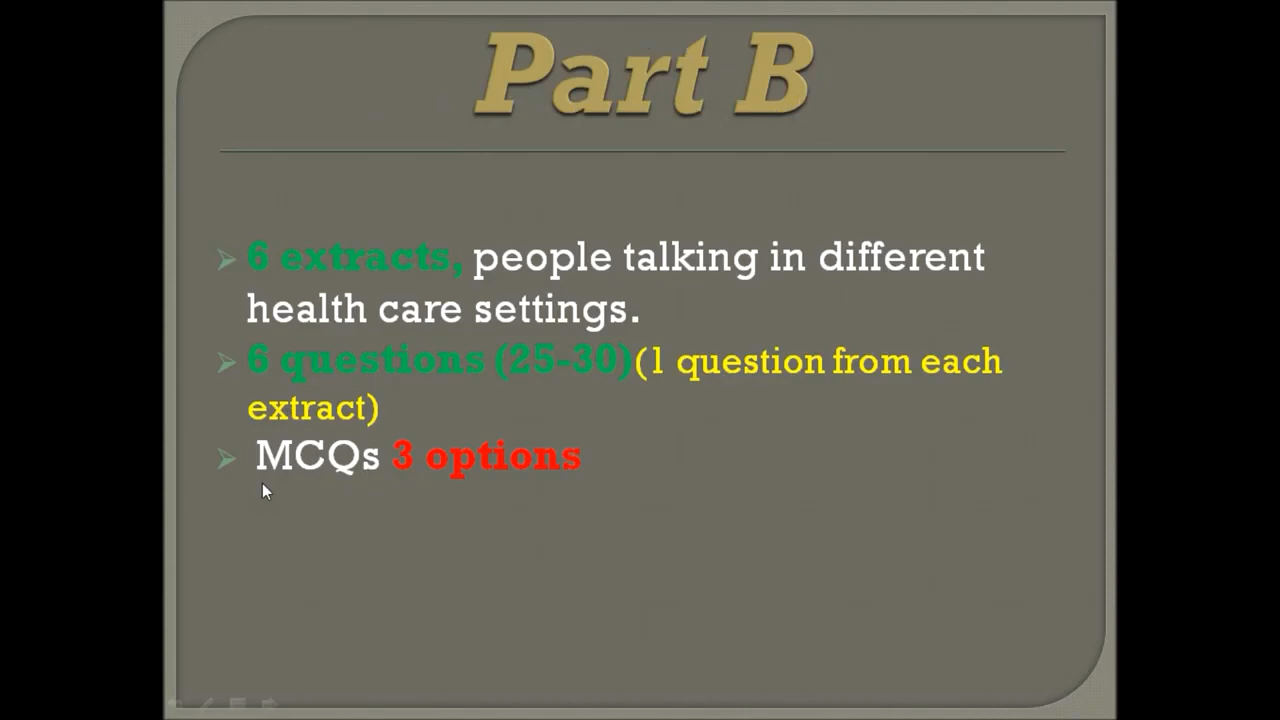 Part B
6 extracts, people talking in different
health care settings.
6 questions (25-30)(1 question from each
extract)
MCQs 3 options